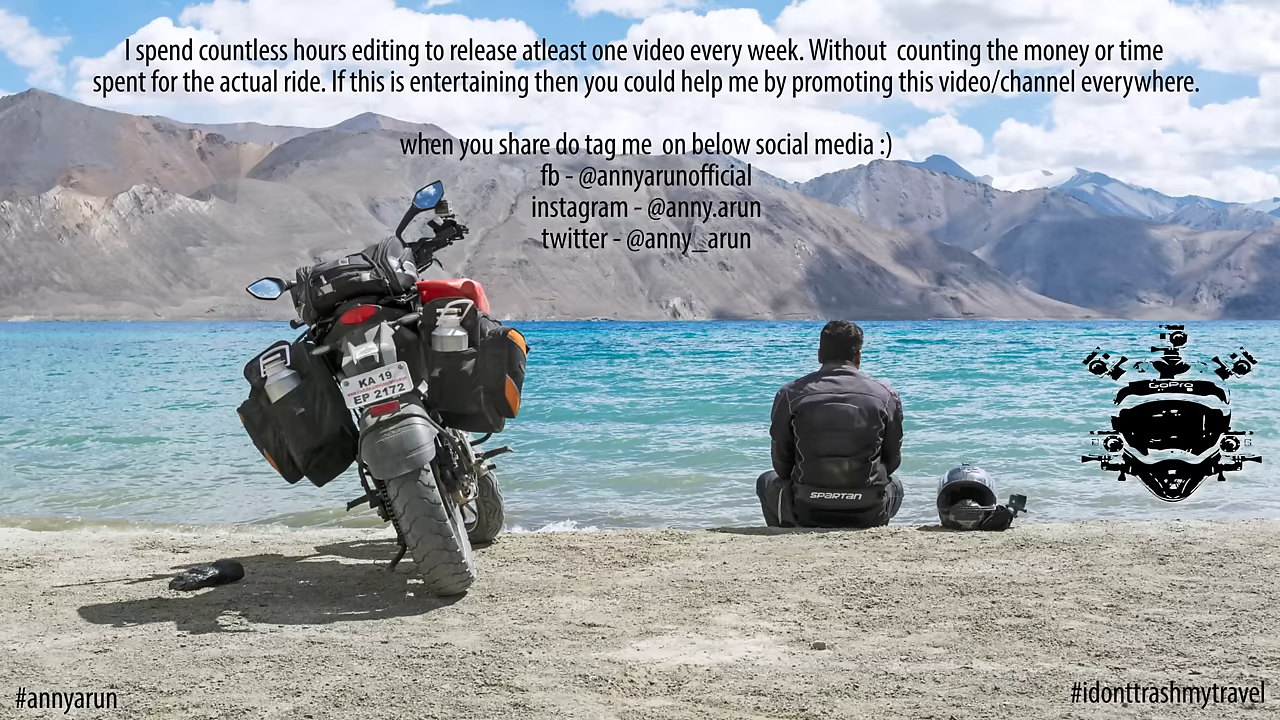 I spend countless hours editing to release atleast one video every week. Without  counting the money or time
spent for the actual ride. If this is entertaining then you could help me by promoting this video/channel everywhere.
when you share do tag me  on below social media :)
fb - @annyarunofficial
instagram - @anny.arun
twitter - @anny_arun
GoPro
KA 19
EP 2172
SPARTAN
#annyarun
#idonttrashmytravel